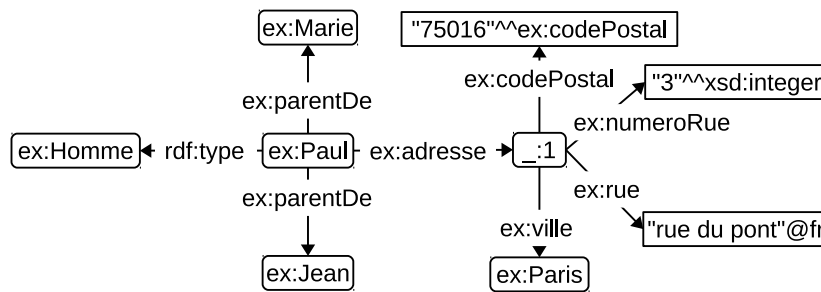 ex:Marie
"75016"^^ex:codePostal
ex:codePostal
"3"^^xsd:integer
ex:parentDe
ex:numeroRue
ex:Homme
rdf:type
ex:Paul
ex:adresse
_:1
ex:parentDe
ex:rue
ex:ville
"rue du pont"@fr
ex:Jean
ex:Paris